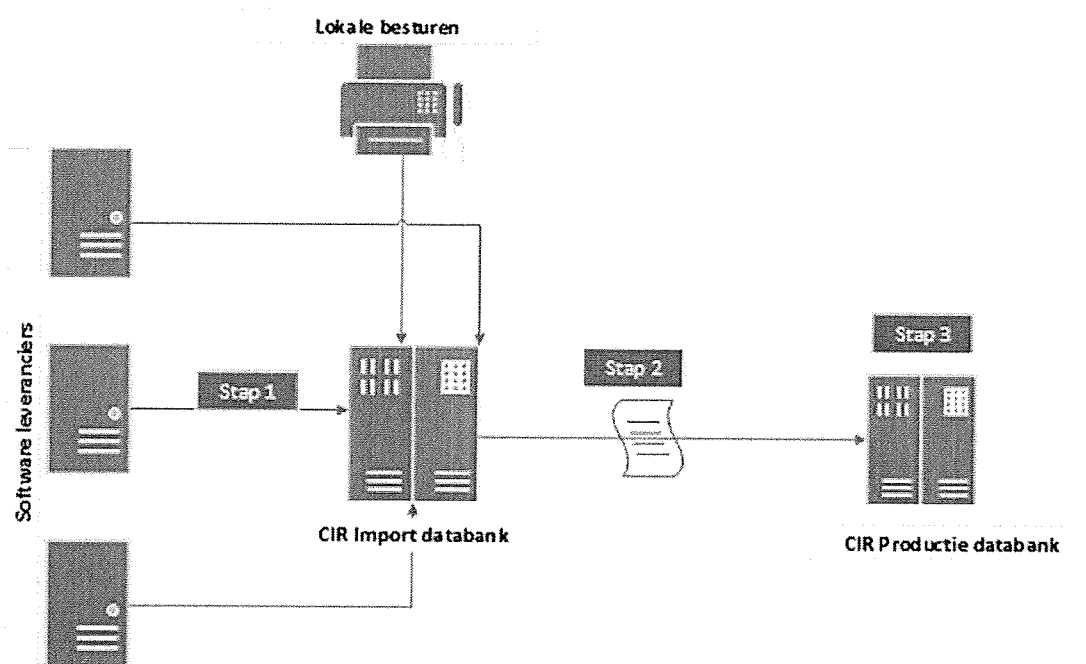 Lokale besturen
Software leveranciers
Stap 1
Stap 2
Stap 3
CIR Import databank
CIR Productie databank